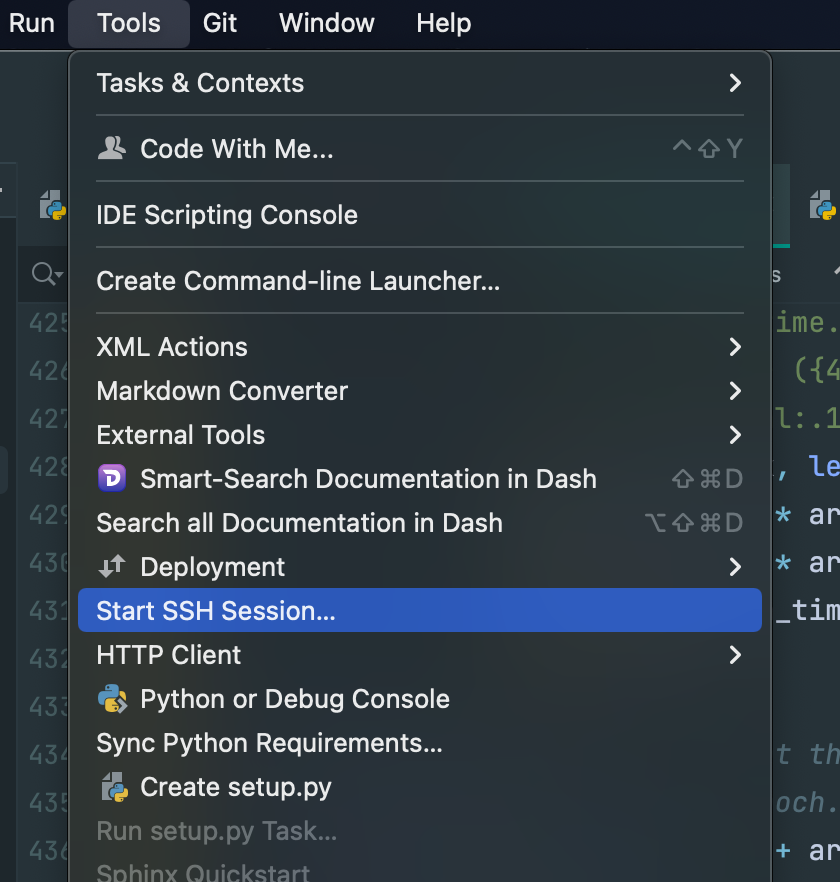 Run Tools Git Window Help
Tasks & Contexts
Code With Me... ^⇧Y
IDE Scripting Console
Create Command-line Launcher...
s
425 ime.
XML Actions
426 ({4
Markdown Converter
427 l:.1
External Tools
428 , le
Smart-Search Documentation in Dash ⇧⌘D
429 * ar
Search all Documentation in Dash ⌥⇧⌘D
430 * ar
Deployment
431 _tim
Start SSH Session...
432
HTTP Client
433
Python or Debug Console
Sync Python Requirements...
434 t th
Create setup.py
435 och.
Run setup.py Task...
436 + ar
Sphinx Quickstart